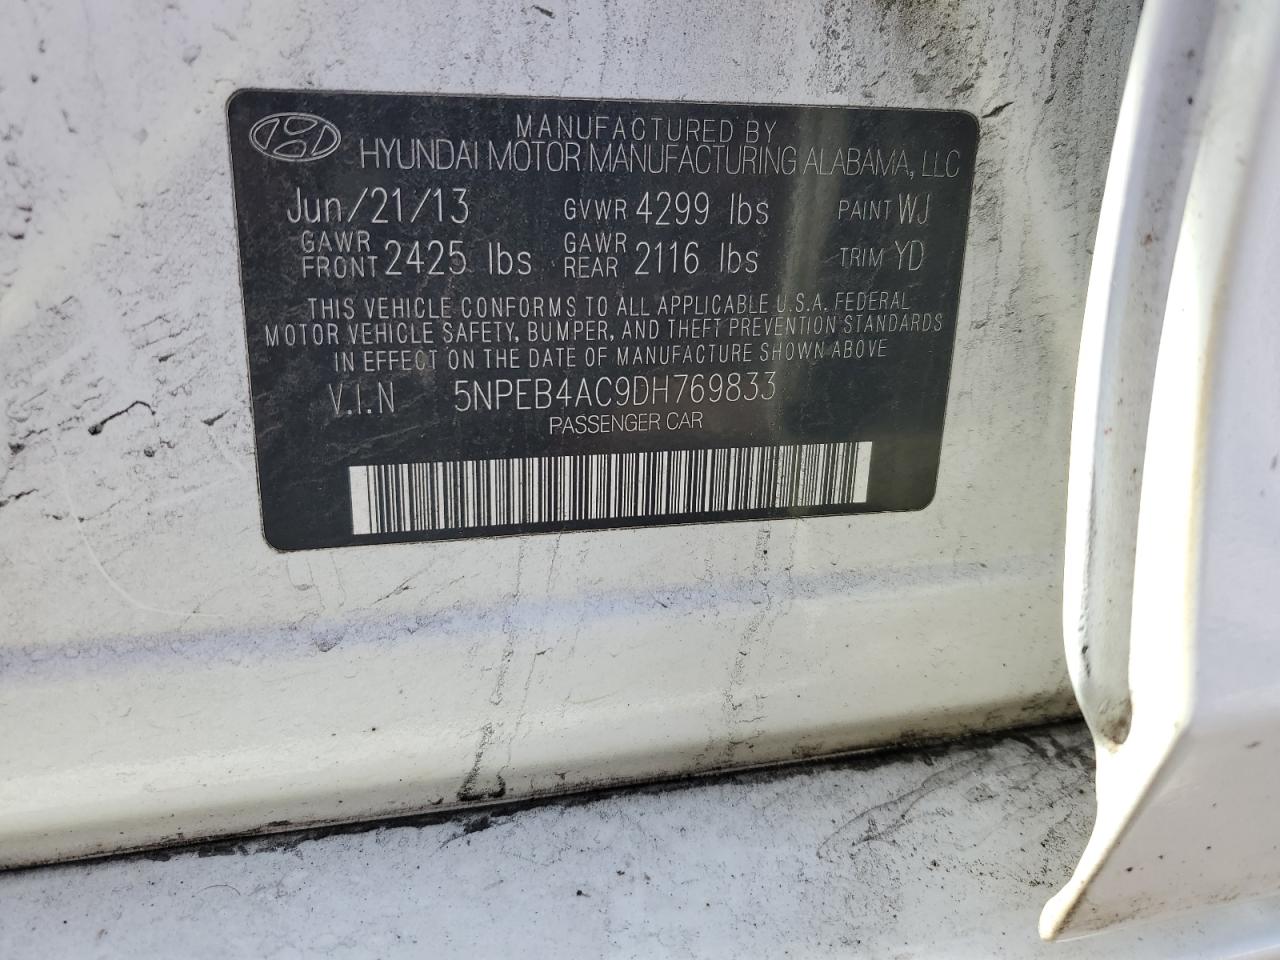 MANUFACTURED BY
HYUNDAI MOTOR MANUFACTURING ALABAMA, LLC
Jun/21/13 GVWR 4299 lbs PAINT WJ
GAWR FRONT 2425 lbs GAWR REAR 2116 lbs TRIM YD
THIS VEHICLE CONFORMS TO ALL APPLICABLE U.S.A. FEDERAL
MOTOR VEHICLE SAFETY, BUMPER, AND THEFT PREVENTION STANDARDS
IN EFFECT ON THE DATE OF MANUFACTURE SHOWN ABOVE
V.I.N 5NPEB4AC9DH769833
PASSENGER CAR